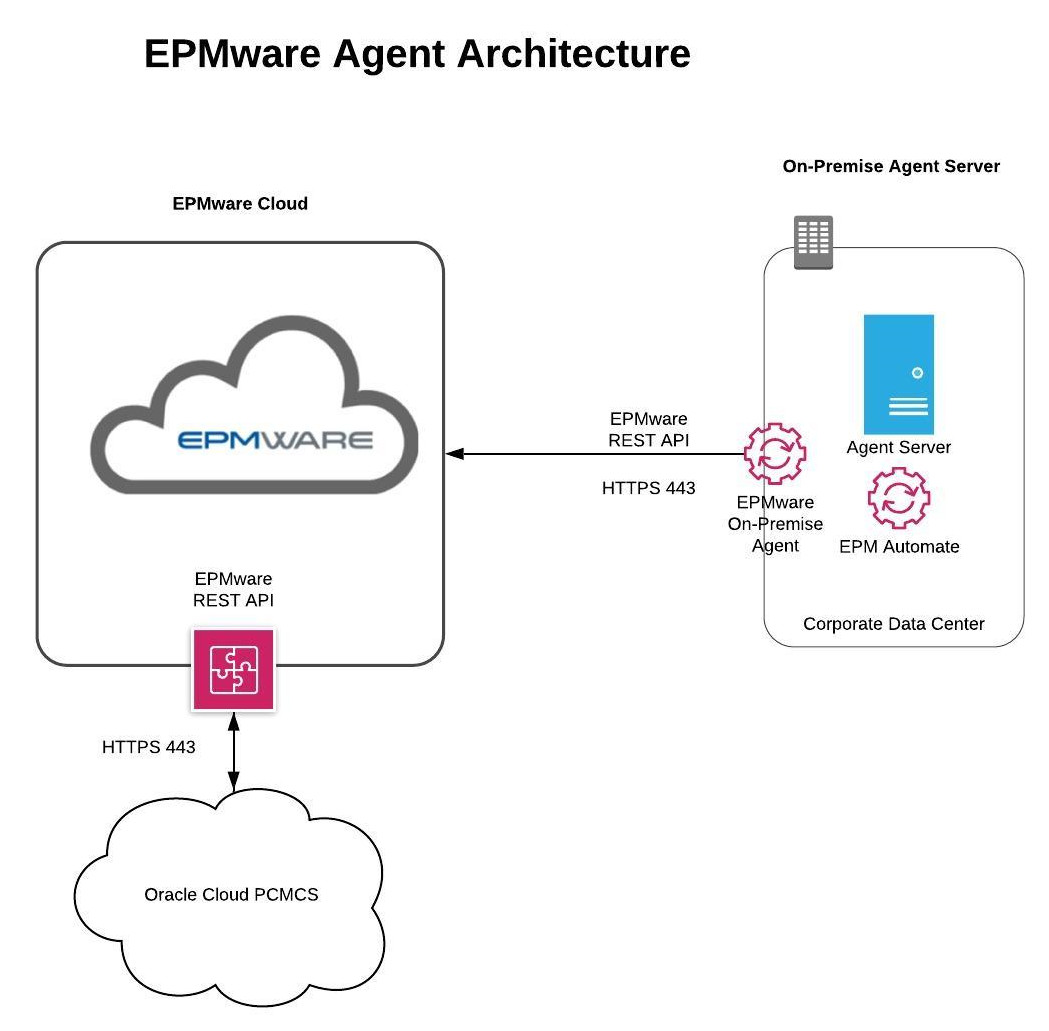 EPMware Agent Architecture
On-Premise Agent Server
EPMware Cloud
EPMWARE
EPMware
REST API
HTTPS 443
Agent Server
EPMware
On-Premise
Agent
EPM Automate
Corporate Data Center
EPMware
REST API
HTTPS 443
Oracle Cloud PCMCS